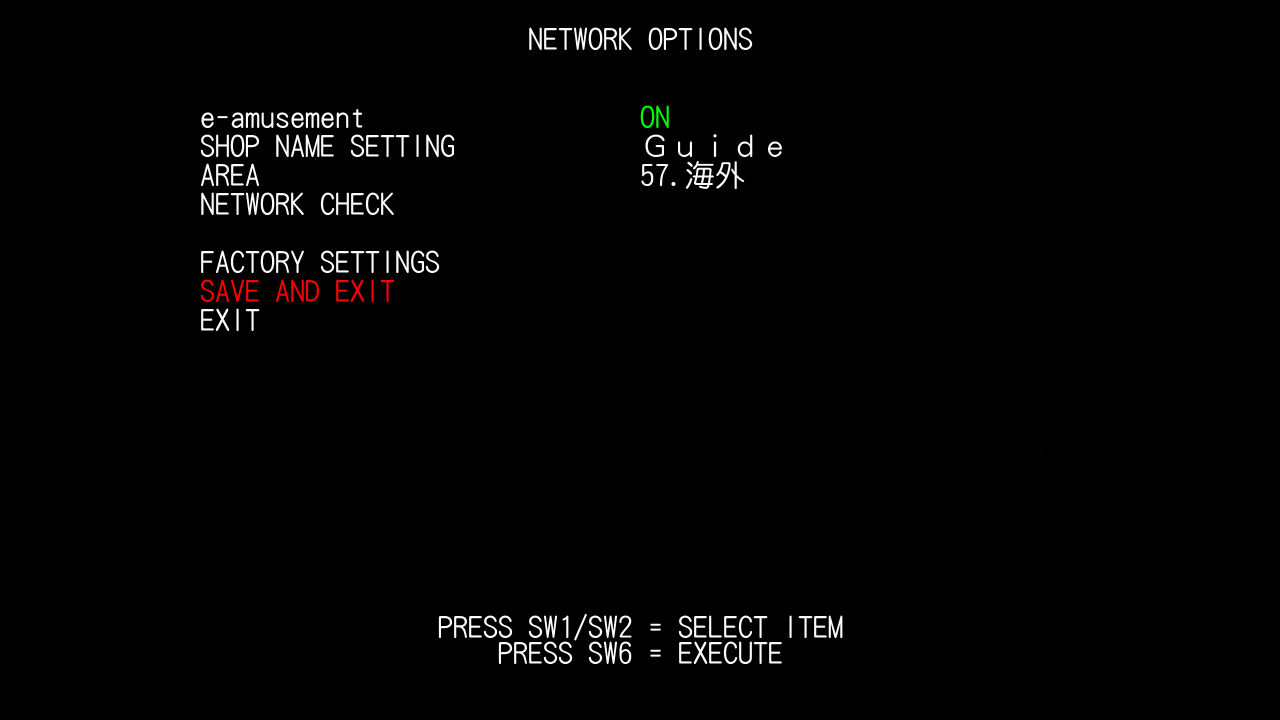 NETWORK OPTIONS
e-amusement ON
SHOP NAME SETTING Ｇｕｉｄｅ
AREA 57.海外
NETWORK CHECK
FACTORY SETTINGS
SAVE AND EXIT
EXIT
PRESS SW1/SW2 = SELECT ITEM
PRESS SW6 = EXECUTE